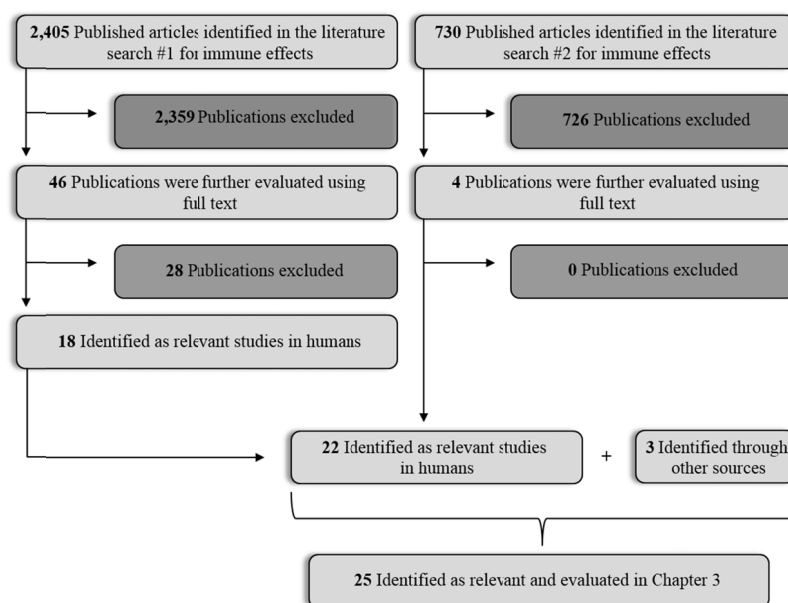 2,405 Published articles identified in the literature
search #1 for immune effects
730 Published articles identified in the literature
search #2 for immune effects
2,359 Publications excluded
726 Publications excluded
46 Publications were further evaluated using
full text
4 Publications were further evaluated using
full text
28 Publications excluded
0 Publications excluded
18 Identified as relevant studies in humans
22 Identified as relevant studies
in humans
+
3 Identified through
other sources
25 Identified as relevant and evaluated in Chapter 3